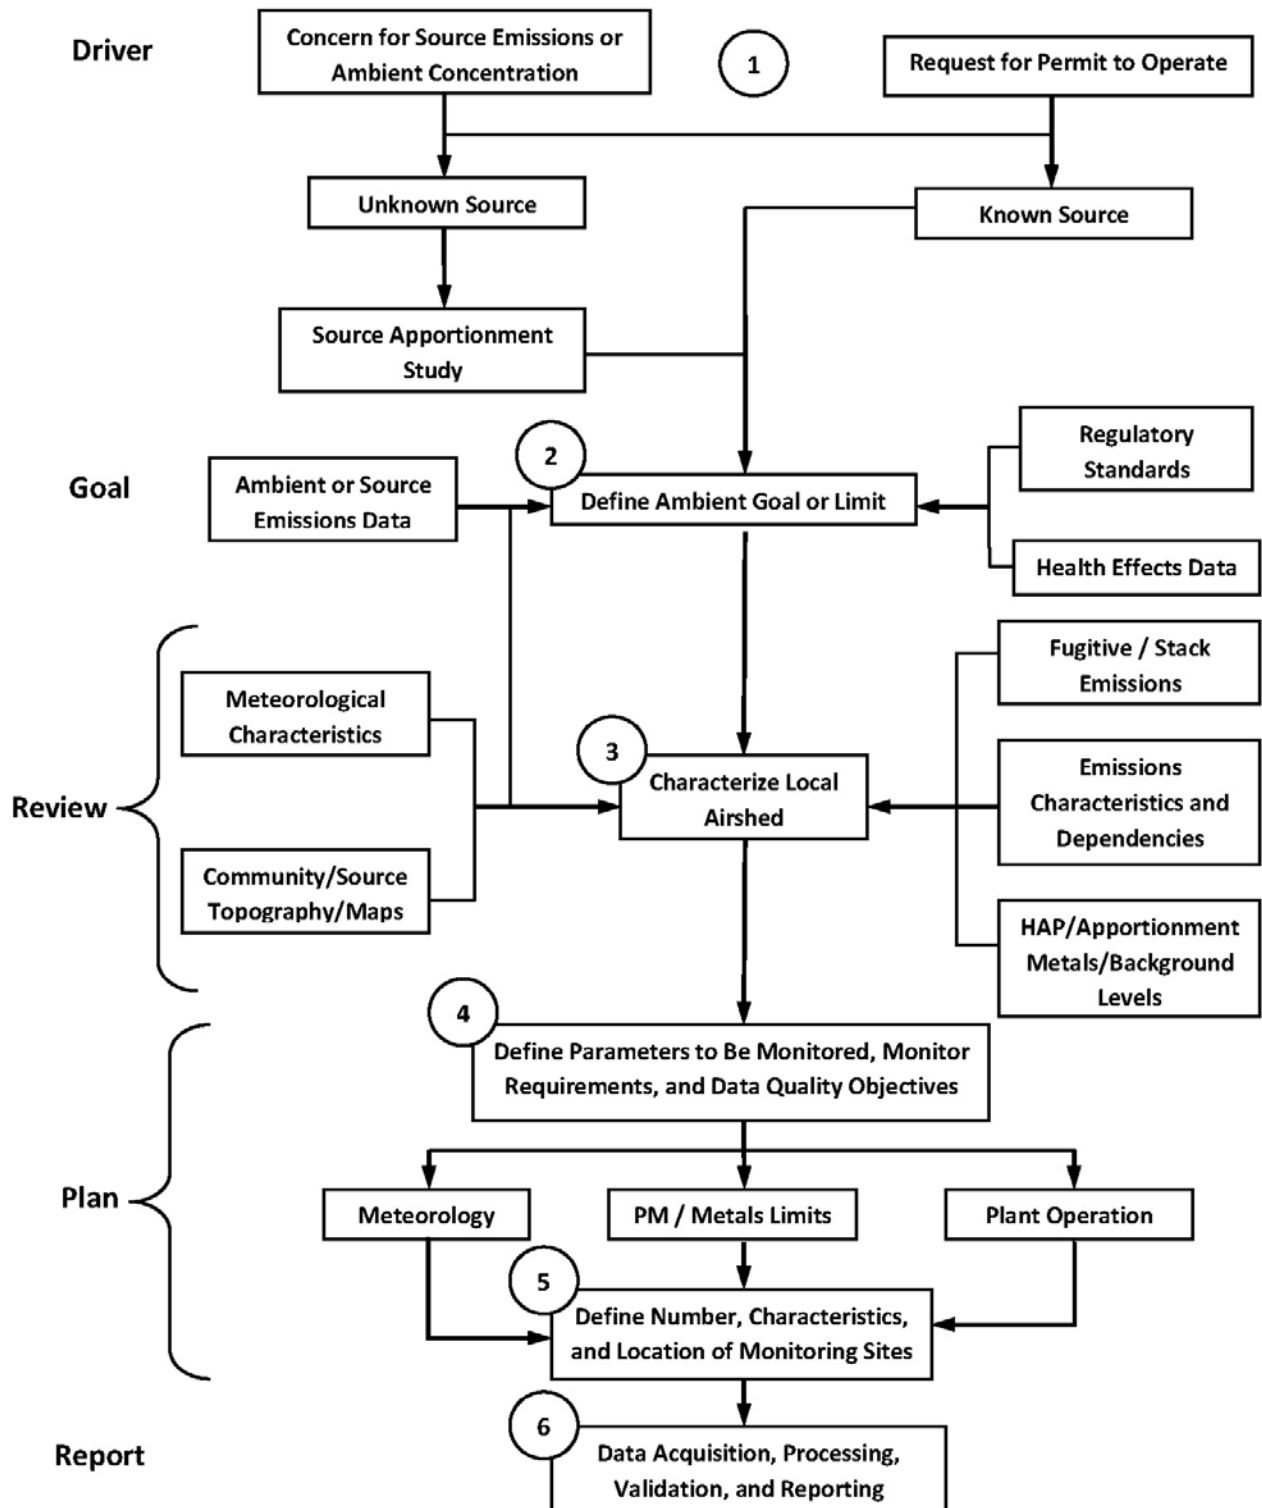 Driver
Concern for Source Emissions or
Ambient Concentration
1
Request for Permit to Operate
Unknown Source
Known Source
Source Apportionment
Study
Goal
Ambient or Source
Emissions Data
2
Define Ambient Goal or Limit
Regulatory
Standards
Health Effects Data
Review
Meteorological
Characteristics
Community/Source
Topography/Maps
3
Characterize Local
Airshed
Fugitive / Stack
Emissions
Emissions
Characteristics and
Dependencies
HAP/Apportionment
Metals/Background
Levels
Plan
4
Define Parameters to Be Monitored, Monitor
Requirements, and Data Quality Objectives
Meteorology
PM / Metals Limits
Plant Operation
5
Define Number, Characteristics,
and Location of Monitoring Sites
Report
6
Data Acquisition, Processing,
Validation, and Reporting